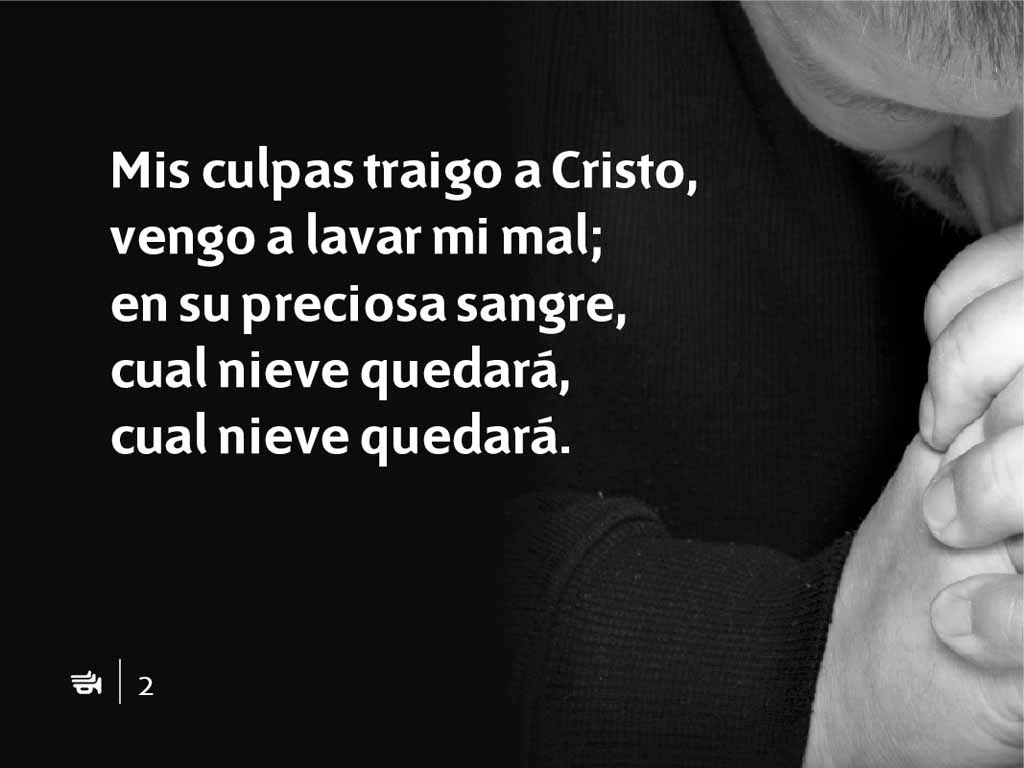 Mis culpas traigo a Cristo,
vengo a lavar mi mal;
en su preciosa sangre,
cual nieve quedará,
cual nieve quedará.
2